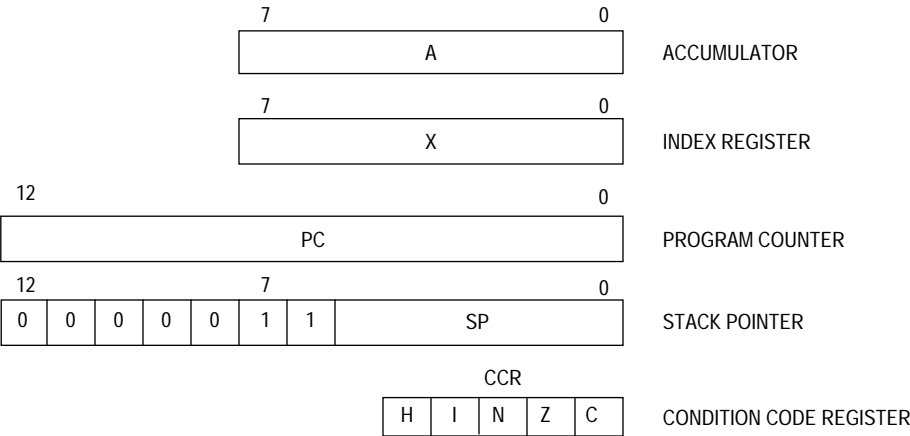 7 0
A ACCUMULATOR
7 0
X INDEX REGISTER
12 0
PC PROGRAM COUNTER
12 7 0
0 0 0 0 0 1 1 SP STACK POINTER
CCR
H I N Z C CONDITION CODE REGISTER